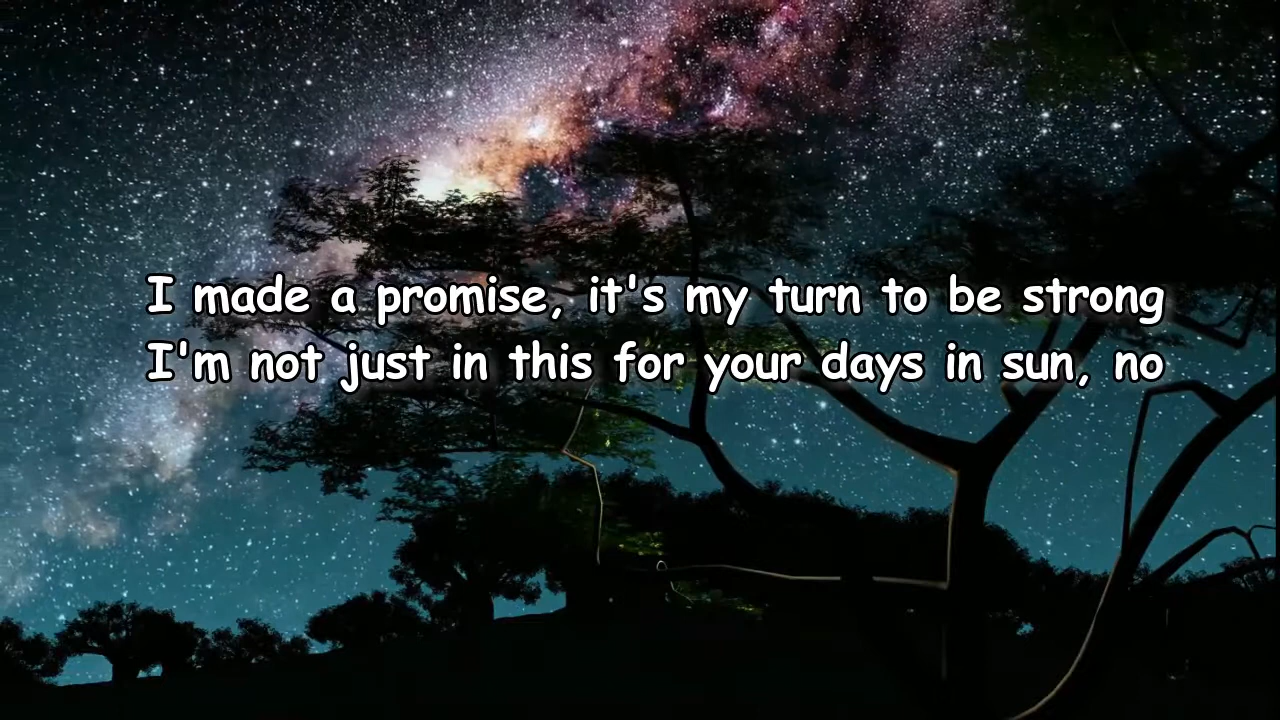 I made a promise, it's my turn to be strong
I'm not just in this for your days in sun, no